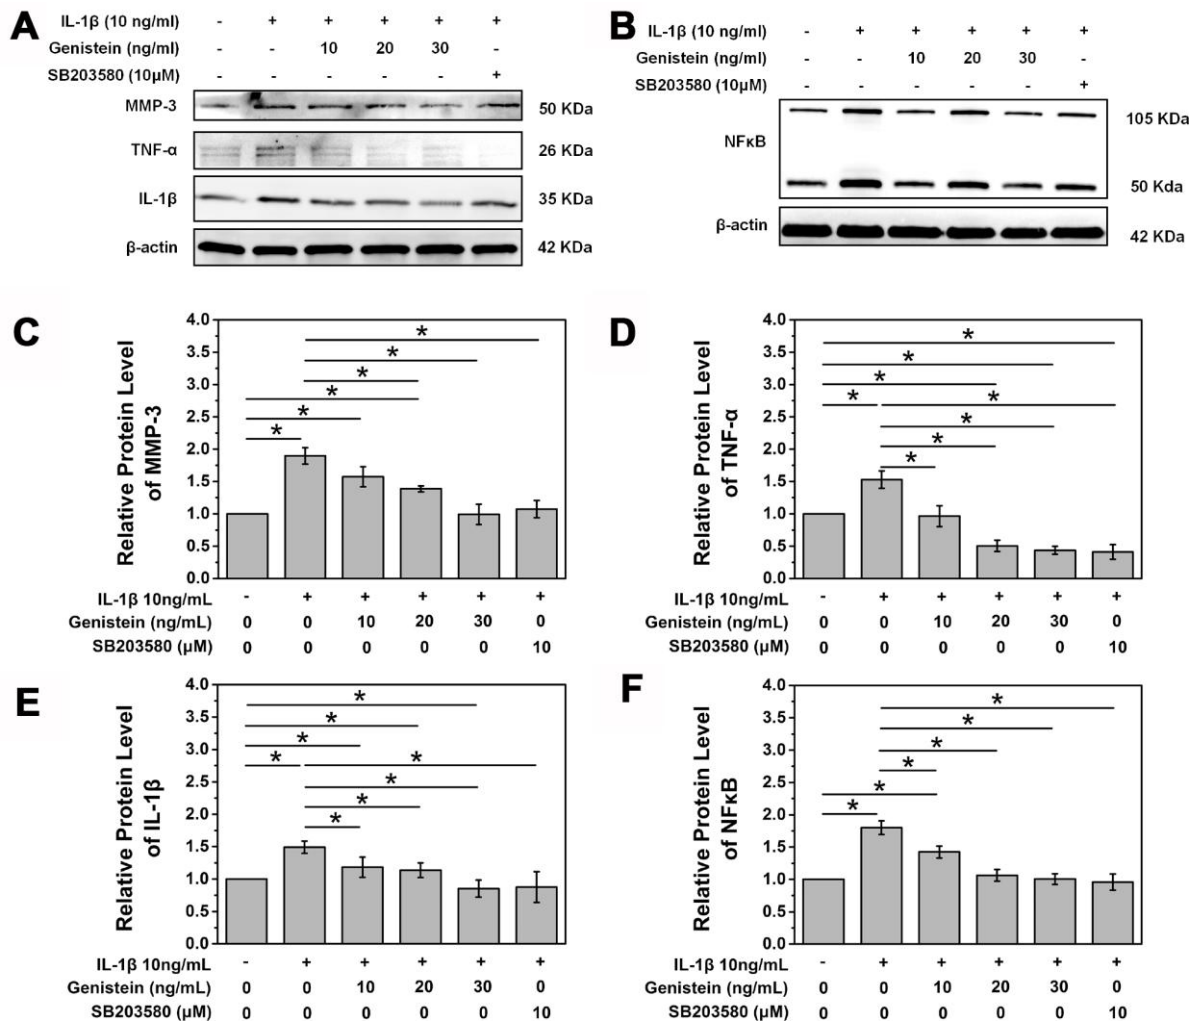 A
IL-1β (10 ng/ml) - + + + + +
Genistein (ng/ml) - - 10 20 30 -
SB203580 (10μM) - - - - - +
MMP-3 50 KDa
TNF-α 26 KDa
IL-1β 35 KDa
β-actin 42 KDa
B
IL-1β (10 ng/ml) - + + + + +
Genistein (ng/ml) - - 10 20 30 -
SB203580 (10μM) - - - - - +
105 KDa
NFκB
50 Kda
β-actin 42 KDa
C
Relative Protein Level
of MMP-3
4.0
3.5
3.0
2.5
2.0
1.5
1.0
0.5
0.0
* * * * * *
IL-1β 10ng/mL - + + + + +
Genistein (ng/mL) 0 0 10 20 30 0
SB203580 (μM) 0 0 0 0 0 10
D
Relative Protein Level
of TNF-α
4.0
3.5
3.0
2.5
2.0
1.5
1.0
0.5
0.0
* * * * * * * *
IL-1β 10ng/mL - + + + + +
Genistein (ng/mL) 0 0 10 20 30 0
SB203580 (μM) 0 0 0 0 0 10
E
Relative Protein Level
of IL-1β
4.0
3.5
3.0
2.5
2.0
1.5
1.0
0.5
0.0
* * * * * * * *
IL-1β 10ng/mL - + + + + +
Genistein (ng/mL) 0 0 10 20 30 0
SB203580 (μM) 0 0 0 0 0 10
F
Relative Protein Level
of NFκB
4.0
3.5
3.0
2.5
2.0
1.5
1.0
0.5
0.0
* * * * * *
IL-1β 10ng/mL - + + + + +
Genistein (ng/mL) 0 0 10 20 30 0
SB203580 (μM) 0 0 0 0 0 10